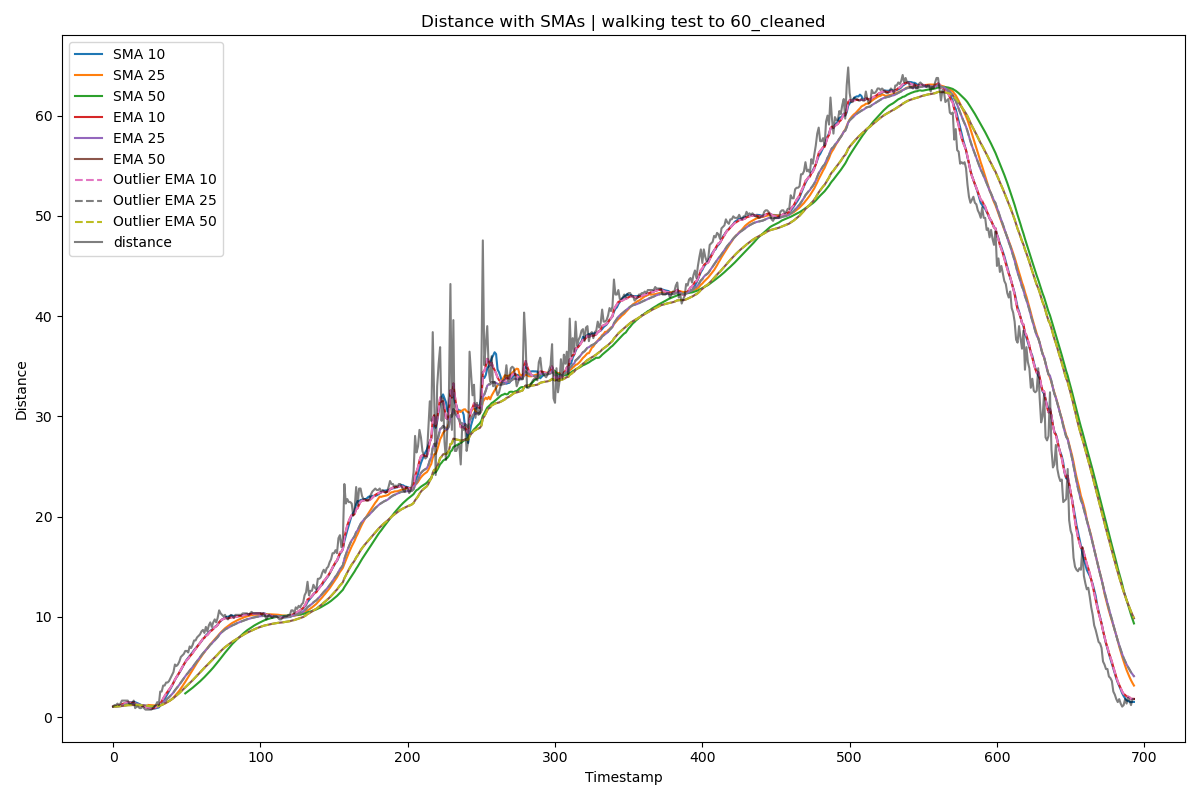 Distance with SMAs | walking test to 60_cleaned
SMA 10
SMA 25
SMA 50
EMA 10
EMA 25
EMA 50
Outlier EMA 10
Outlier EMA 25
Outlier EMA 50
distance
60
50
40
30
20
10
0
Distance
0 100 200 300 400 500 600 700
Timestamp